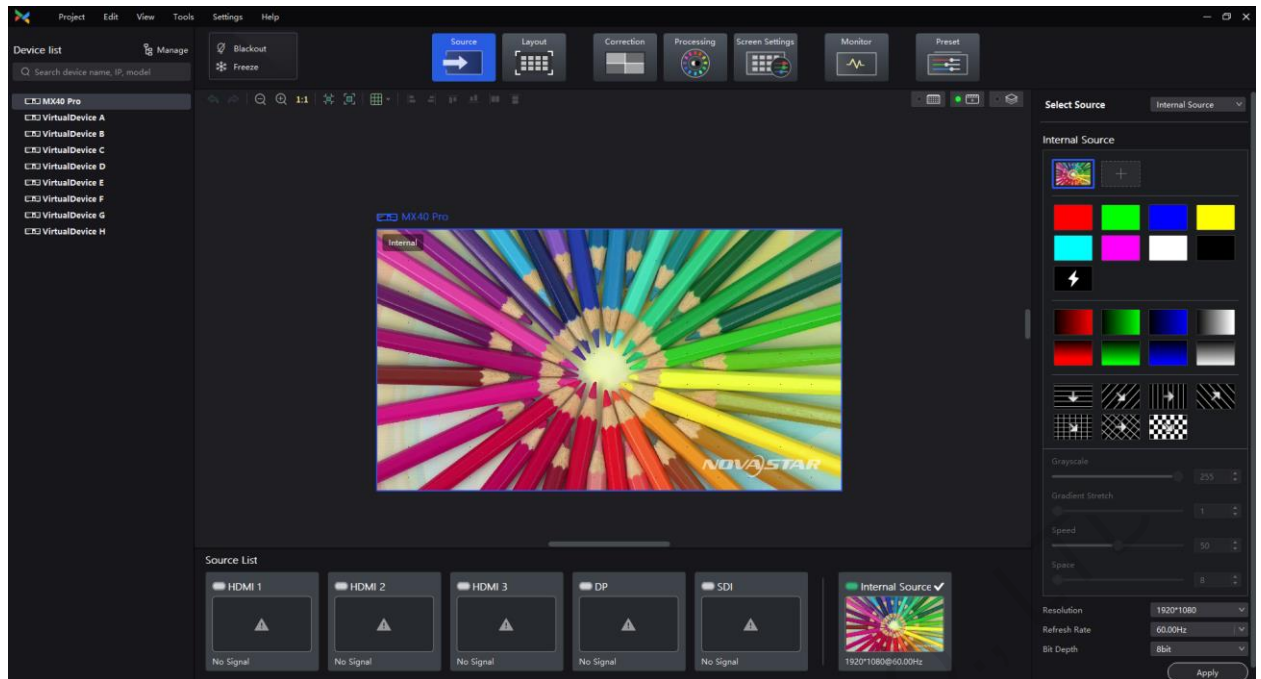 Project Edit View Tools Settings Help
Device list Manage
Search device name, IP, model
MX40 Pro
VirtualDevice A
VirtualDevice B
VirtualDevice C
VirtualDevice D
VirtualDevice E
VirtualDevice F
VirtualDevice G
VirtualDevice H
Blackout
Freeze
Source Layout Correction Processing Screen Settings Monitor Preset
1:1
MX40 Pro
Internal
NOVASTAR
Source List
HDMI 1 HDMI 2 HDMI 3 DP SDI Internal Source
No Signal No Signal No Signal No Signal No Signal 1920*1080@60.00Hz
Select Source Internal Source
Internal Source
Grayscale
255
Gradient Stretch
1
Speed
50
Space
8
Resolution 1920*1080
Refresh Rate 60.00Hz
Bit Depth 8bit
Apply